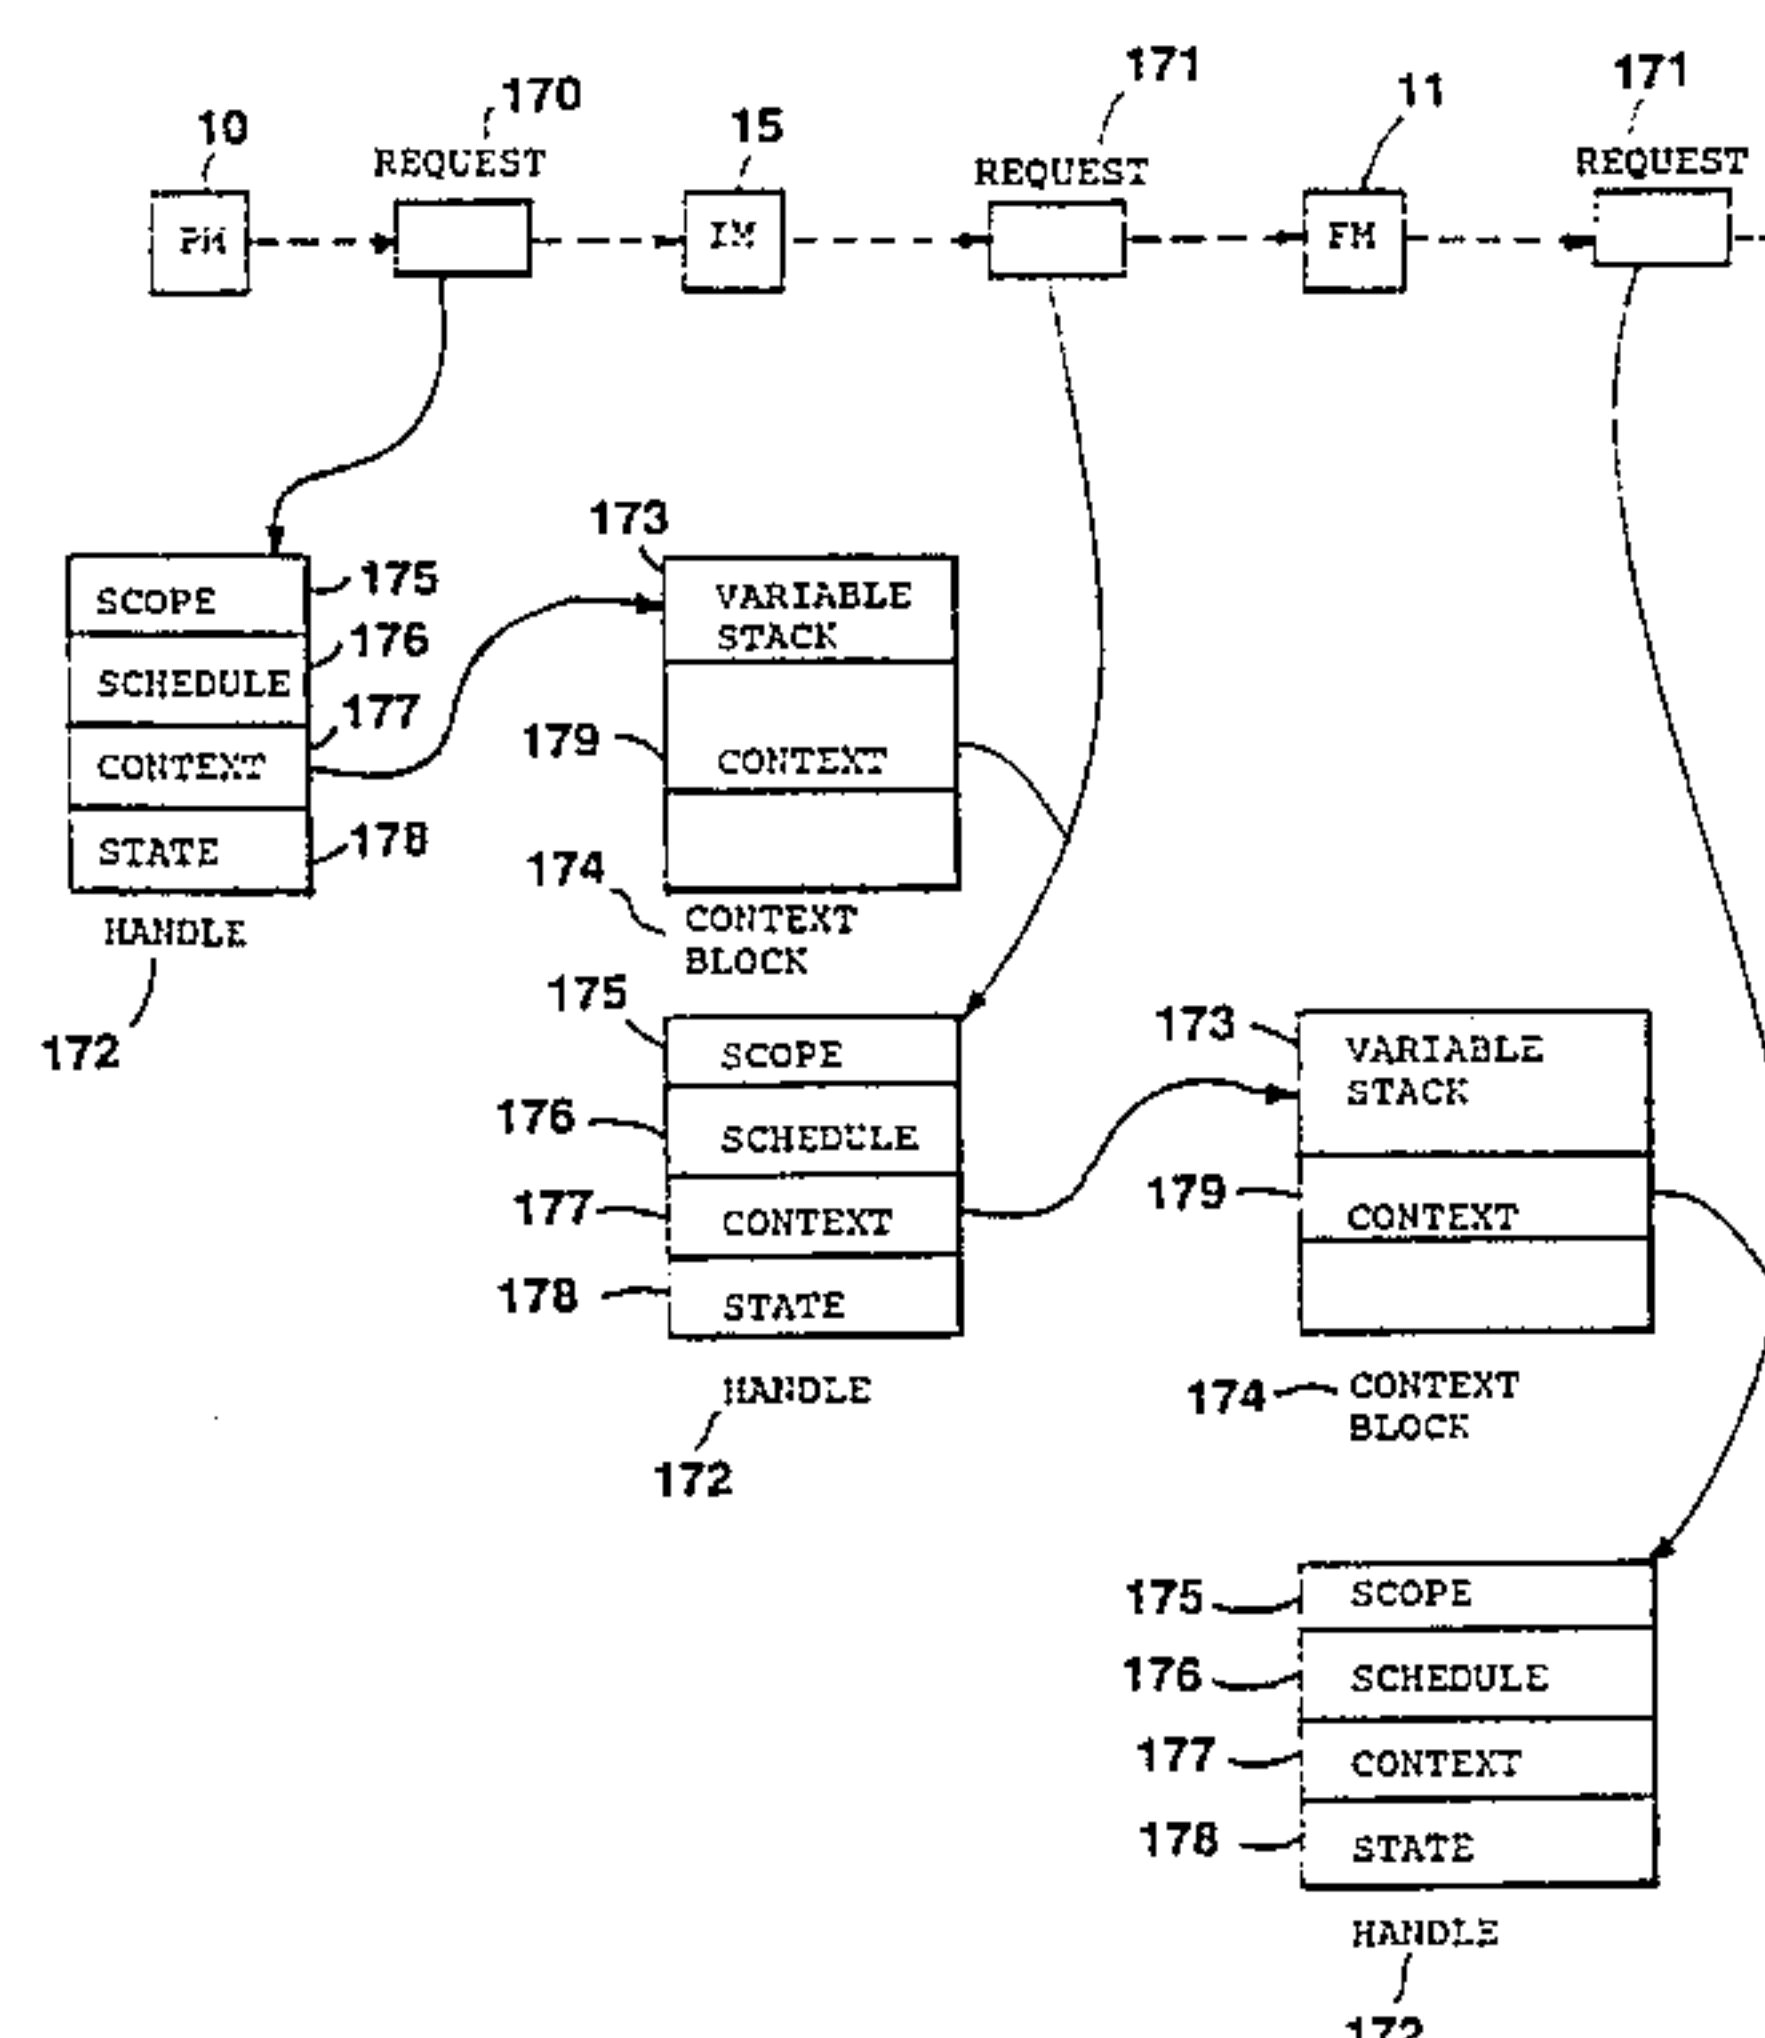 171
171
11
170
10
15
REQUEST
REQUEST
REQUEST
PM
IM
FM
173
175
SCOPE
VARIABLE
STACK
176
SCHEDULE
177
179
CONTEXT
CONTEXT
178
STATE
174
HANDLE
CONTEXT
BLOCK
175
172
173
SCOPE
VARIABLE
STACK
176
SCHEDULE
179
177
CONTEXT
CONTEXT
178
STATE
HANDLE
174
CONTEXT
BLOCK
172
175
SCOPE
176
SCHEDULE
177
CONTEXT
178
STATE
HANDLE
172